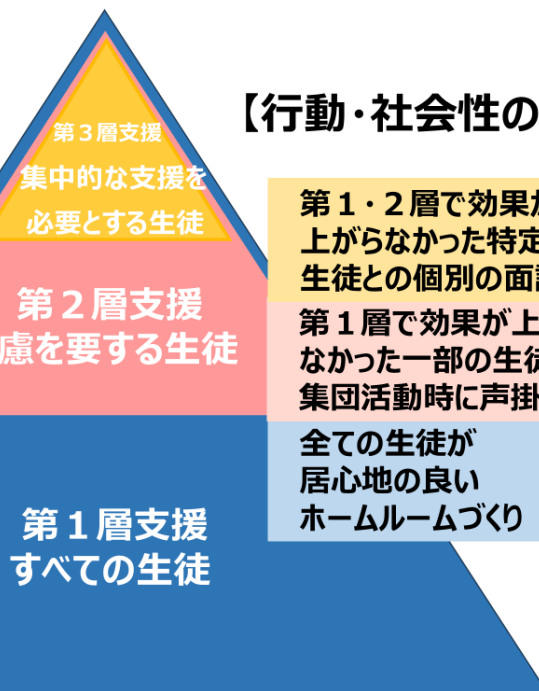 【行動・社会性の
第３層支援
集中的な支援を
必要とする生徒
第２層支援
慮を要する生徒
第１層支援
すべての生徒
第１・２層で効果が
上がらなかった特定
生徒との個別の面
第１層で効果が上
なかった一部の生徒
集団活動時に声掛
全ての生徒が
居心地の良い
ホームルームづくり